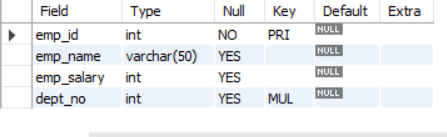 Field Type Null Key Default Extra
emp_id int NO PRI NULL
emp_name varchar(50) YES NULL
emp_salary int YES NULL
dept_no int YES MUL NULL